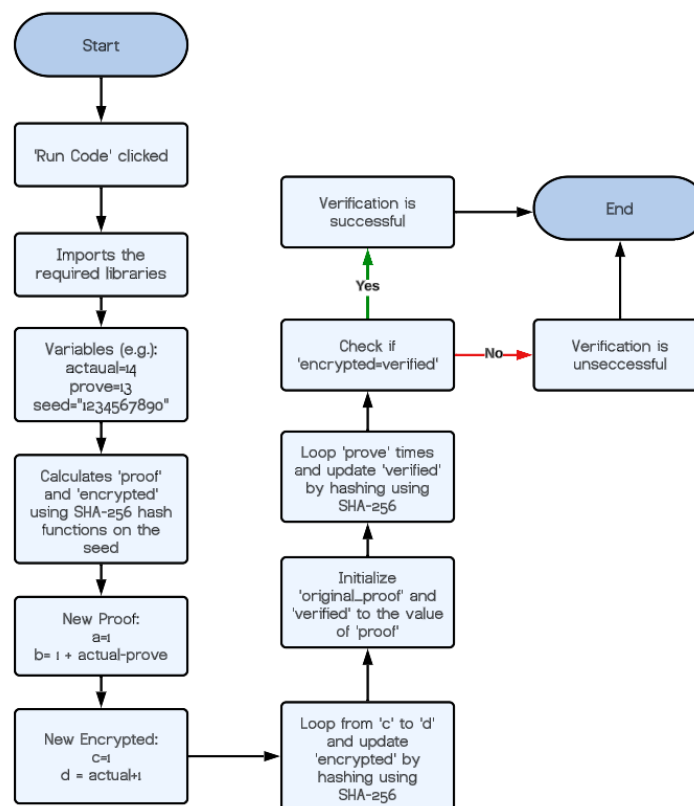 Start
'Run Code' clicked
Imports the
required libraries
Variables (e.g.):
actaual=14
prove=13
seed="1234567890"
Calculates 'proof'
and 'encrypted'
using SHA-256 hash
functions on the
seed
New Proof:
a=1
b= 1 + actual-prove
New Encrypted:
c=1
d = actual+1
Loop from 'c' to 'd'
and update
'encrypted' by
hashing using
SHA-256
Initialize
'original_proof' and
'verified' to the value
of 'proof'
Loop 'prove' times
and update 'verified'
by hashing using
SHA-256
Check if
'encrypted=verified'
Yes
Verification is
successful
No
Verification is
unseccessful
End